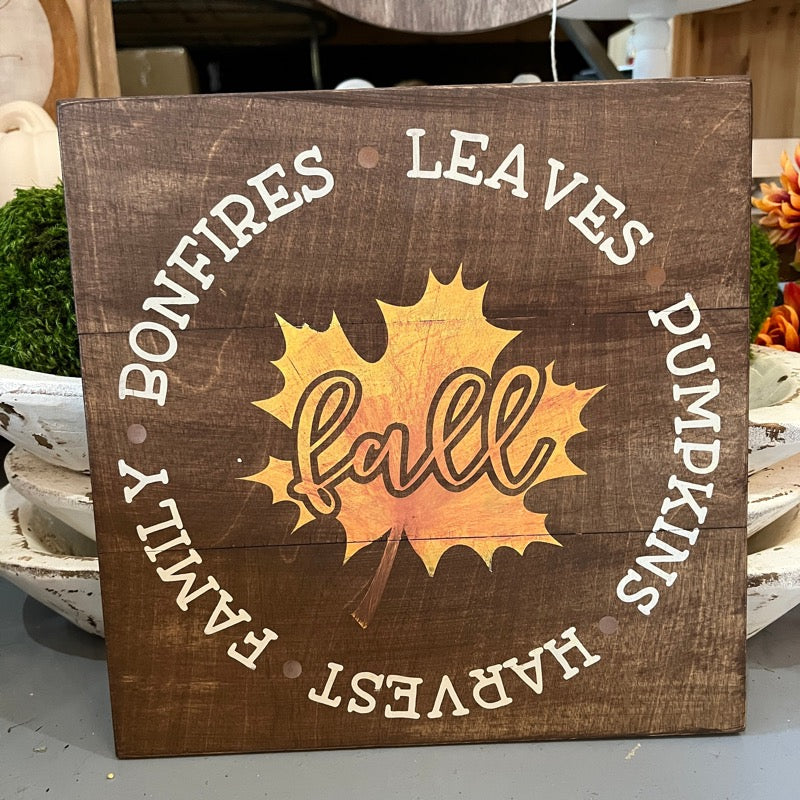 LEAVES
PUMPKINS
HARVEST
FAMILY
BONFIRES
fall